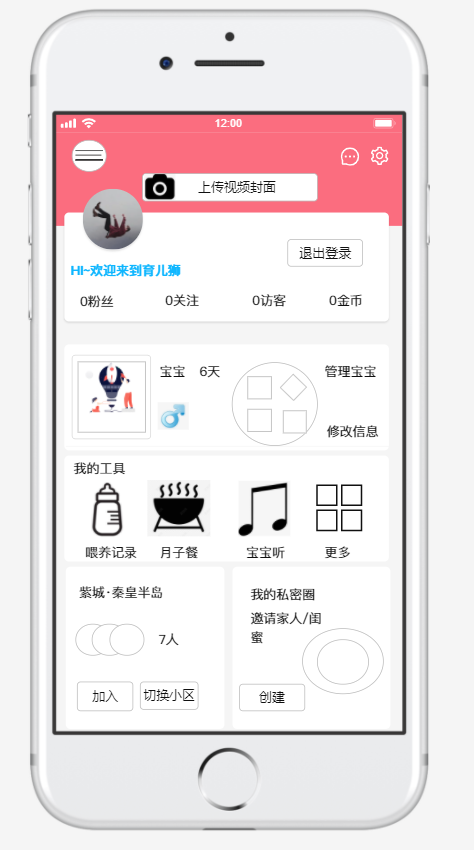 12:00
上传视频封面
退出登录
HI~欢迎来到育儿狮
0粉丝
0关注
0访客
0金币
宝宝
6天
管理宝宝
修改信息
我的工具
喂养记录
月子餐
宝宝听
更多
紫城·秦皇半岛
7人
加入
切换小区
我的私密圈
邀请家人/闺
蜜
创建